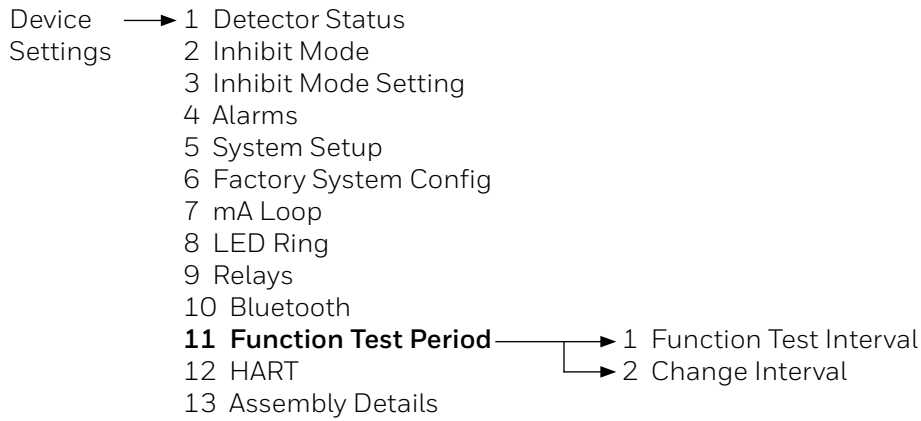 Device Settings
1 Detector Status
2 Inhibit Mode
3 Inhibit Mode Setting
4 Alarms
5 System Setup
6 Factory System Config
7 mA Loop
8 LED Ring
9 Relays
10 Bluetooth
11 Function Test Period
1 Function Test Interval
2 Change Interval
12 HART
13 Assembly Details